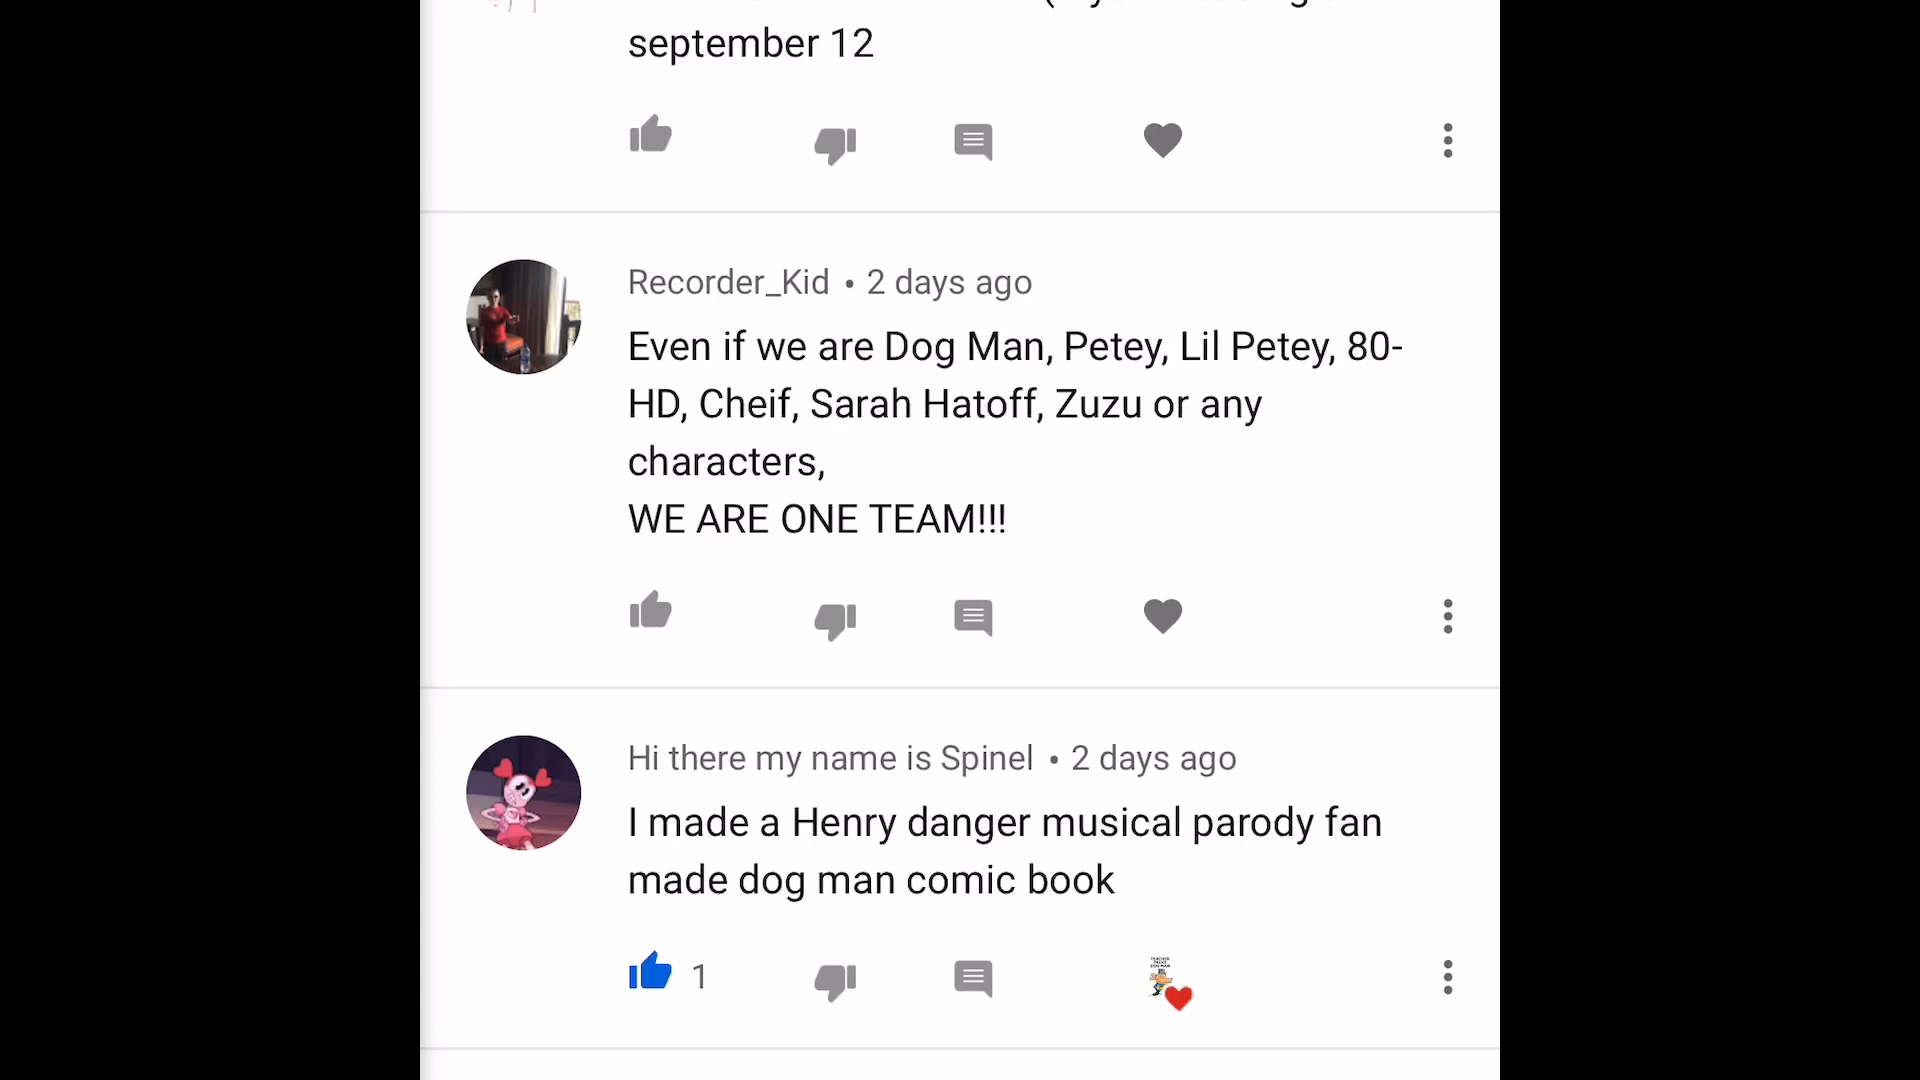 september 12
Recorder_Kid • 2 days ago
Even if we are Dog Man, Petey, Lil Petey, 80-
HD, Cheif, Sarah Hatoff, Zuzu or any
characters,
WE ARE ONE TEAM!!!
Hi there my name is Spinel • 2 days ago
I made a Henry danger musical parody fan
made dog man comic book
1